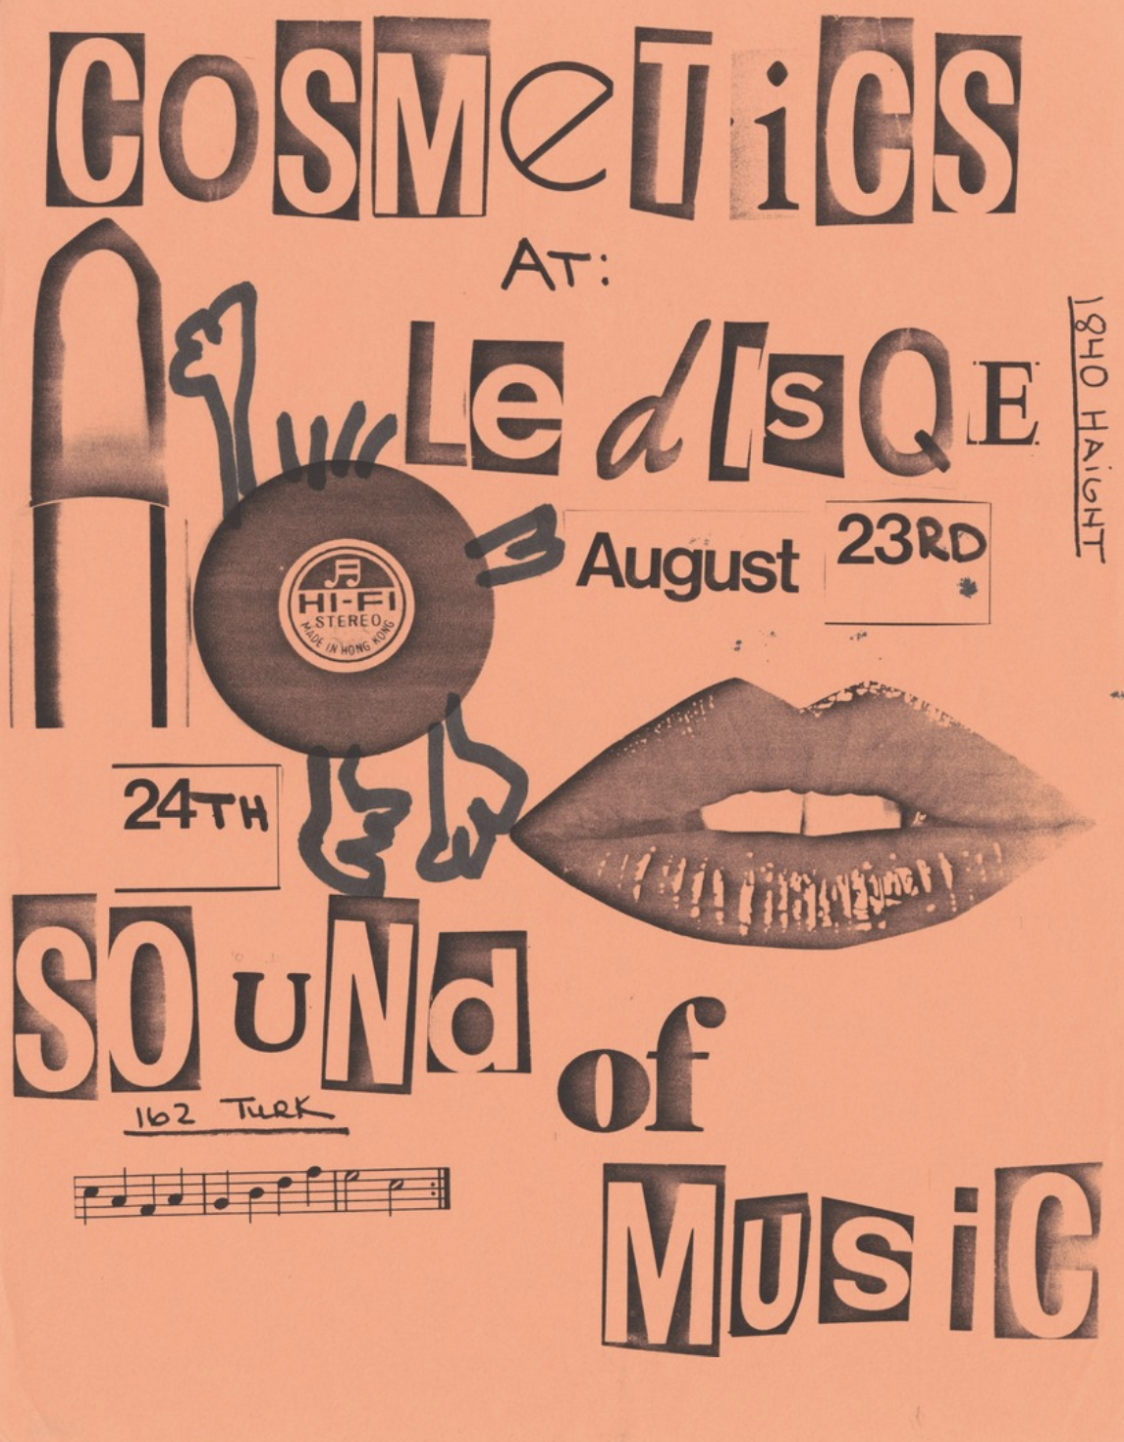 COSMeTiCS
AT:
Le dIsQE
1840 HAiGHT
August 23RD
HI-FI
STEREO
MADE IN HONG KONG
24TH
SOUNd
162 TURK
of
MUSiC